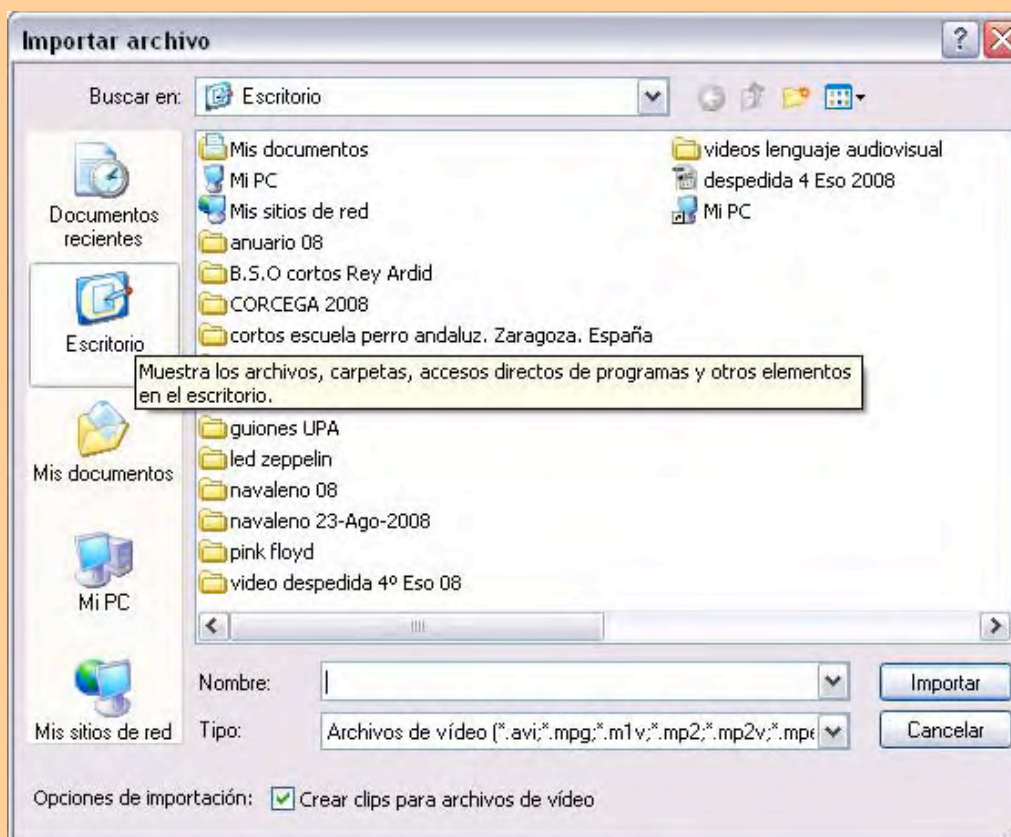 Importar archivo
Buscar en:
Escritorio
Documentos
recientes
Escritorio
Mis documentos
Mi PC
Mis sitios de red
Mis documentos
Mi PC
Mis sitios de red
anuario 08
B.S.O cortos Rey Ardid
CORCEGA 2008
cortos escuela perro andaluz. Zaragoza. España
Muestra los archivos, carpetas, accesos directos de programas y otros elementos
en el escritorio.
guiones UPA
led zeppelin
navaleno 08
navaleno 23-Ago-2008
pink floyd
video despedida 4º Eso 08
videos lenguaje audiovisual
despedida 4 Eso 2008
Mi PC
Nombre:
Importar
Tipo:
Archivos de vídeo (*.avi;*.mpg;*.m1v;*.mp2;*.mp2v;*.mpe
Cancelar
Opciones de importación:
Crear clips para archivos de vídeo